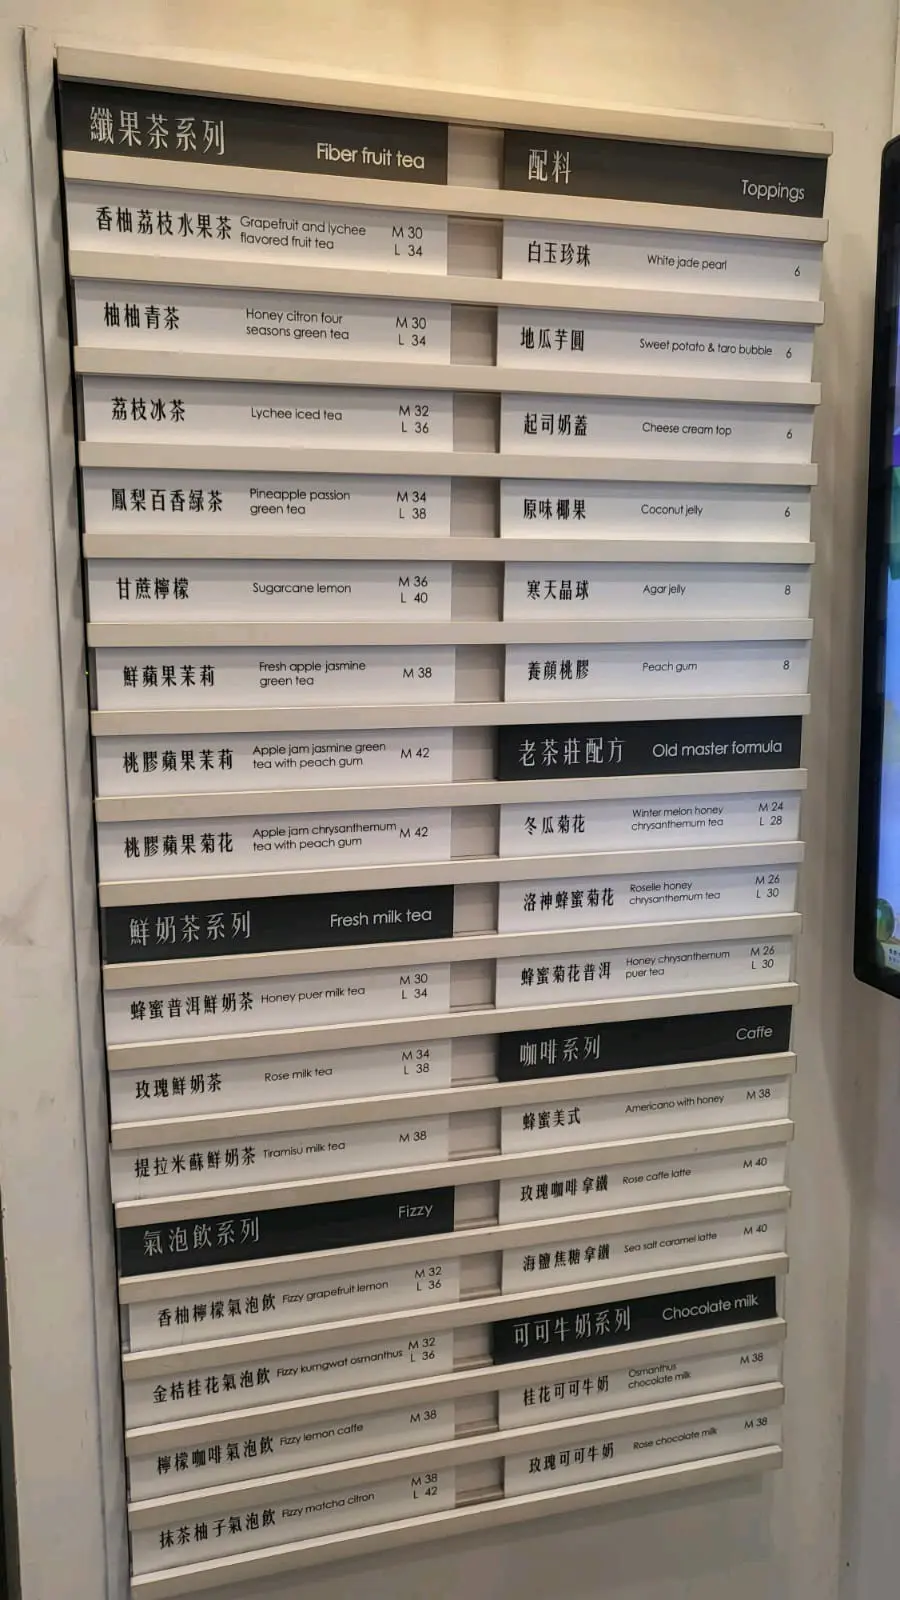 纖果茶系列 Fiber fruit tea
香柚荔枝水果茶 Grapefruit and lychee M 30
flavored fruit tea L 34
柚柚青茶 Honey citron four M 30
seasons green tea L 34
荔枝冰茶 Lychee iced tea M 32
L 36
鳳梨百香緑茶 Pineapple passion M 34
green tea L 38
甘蔗檸檬 Sugarcane lemon M 36
L 40
鮮蘋果茉莉 Fresh apple jasmine M 38
green tea
桃膠蘋果茉莉 Apple jam jasmine green M 42
tea with peach gum
桃膠蘋果菊花 Apple jam chrysanthemum M 42
tea with peach gum
鮮奶茶系列 Fresh milk tea
蜂蜜普洱鮮奶茶 Honey puer milk tea M 30
L 34
玫瑰鮮奶茶 Rose milk tea M 34
L 38
提拉米蘇鮮奶茶 Tiramisu milk tea M 38
氣泡飲系列 Fizzy
香柚檸檬氣泡飲 Fizzy grapefruit lemon M 32
L 36
金桔桂花氣泡飲 Fizzy kumgwat osmanthus M 32
L 36
檸檬咖啡氣泡飲 Fizzy lemon caffe M 38
抹茶柚子氣泡飲 Fizzy matcha citron M 38
L 42
配料 Toppings
白玉珍珠 White jade pearl 6
地瓜芋圓 Sweet potato & taro bubble 6
起司奶蓋 Cheese cream top 6
原味椰果 Coconut jelly 6
寒天晶球 Agar jelly 8
養顔桃膠 Peach gum 8
老茶莊配方 Old master formula
冬瓜菊花 Winter melon honey M 24
chrysanthemum tea L 28
洛神蜂蜜菊花 Roselle honey M 26
chrysanthemum tea L 30
蜂蜜菊花普洱 Honey chrysanthemum M 26
puer tea L 30
咖啡系列 Caffe
蜂蜜美式 Americano with honey M 38
玫瑰咖啡拿鐵 Rose caffe latte M 40
海鹽焦糖拿鐵 Sea salt caramel latte M 40
可可牛奶系列 Chocolate milk
桂花可可牛奶 Osmanthus M 38
chocolate milk
玫瑰可可牛奶 Rose chocolate milk M 38